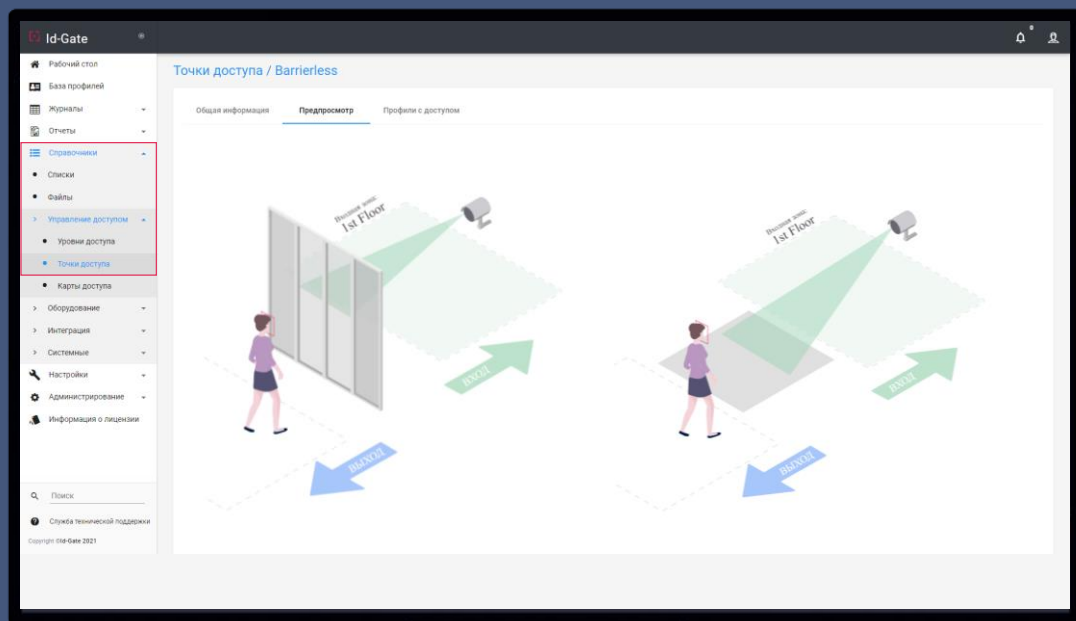 Id-Gate
Рабочий стол
База профилей
Журналы
Отчеты
Справочники
Списки
Файлы
Управление доступом
Уровни доступа
Точки доступа
Карты доступа
Оборудование
Интеграция
Системные
Настройки
Администрирование
Информация о лицензии
Поиск
Служба технической поддержки
Copyright ©Id-Gate 2021
Точки доступа / Barrierless
Общая информация
Предпросмотр
Профили с доступом
Входная зона:
1st Floor
ВХОД
ВЫХОД
Входная зона:
1st Floor
ВХОД
ВЫХОД